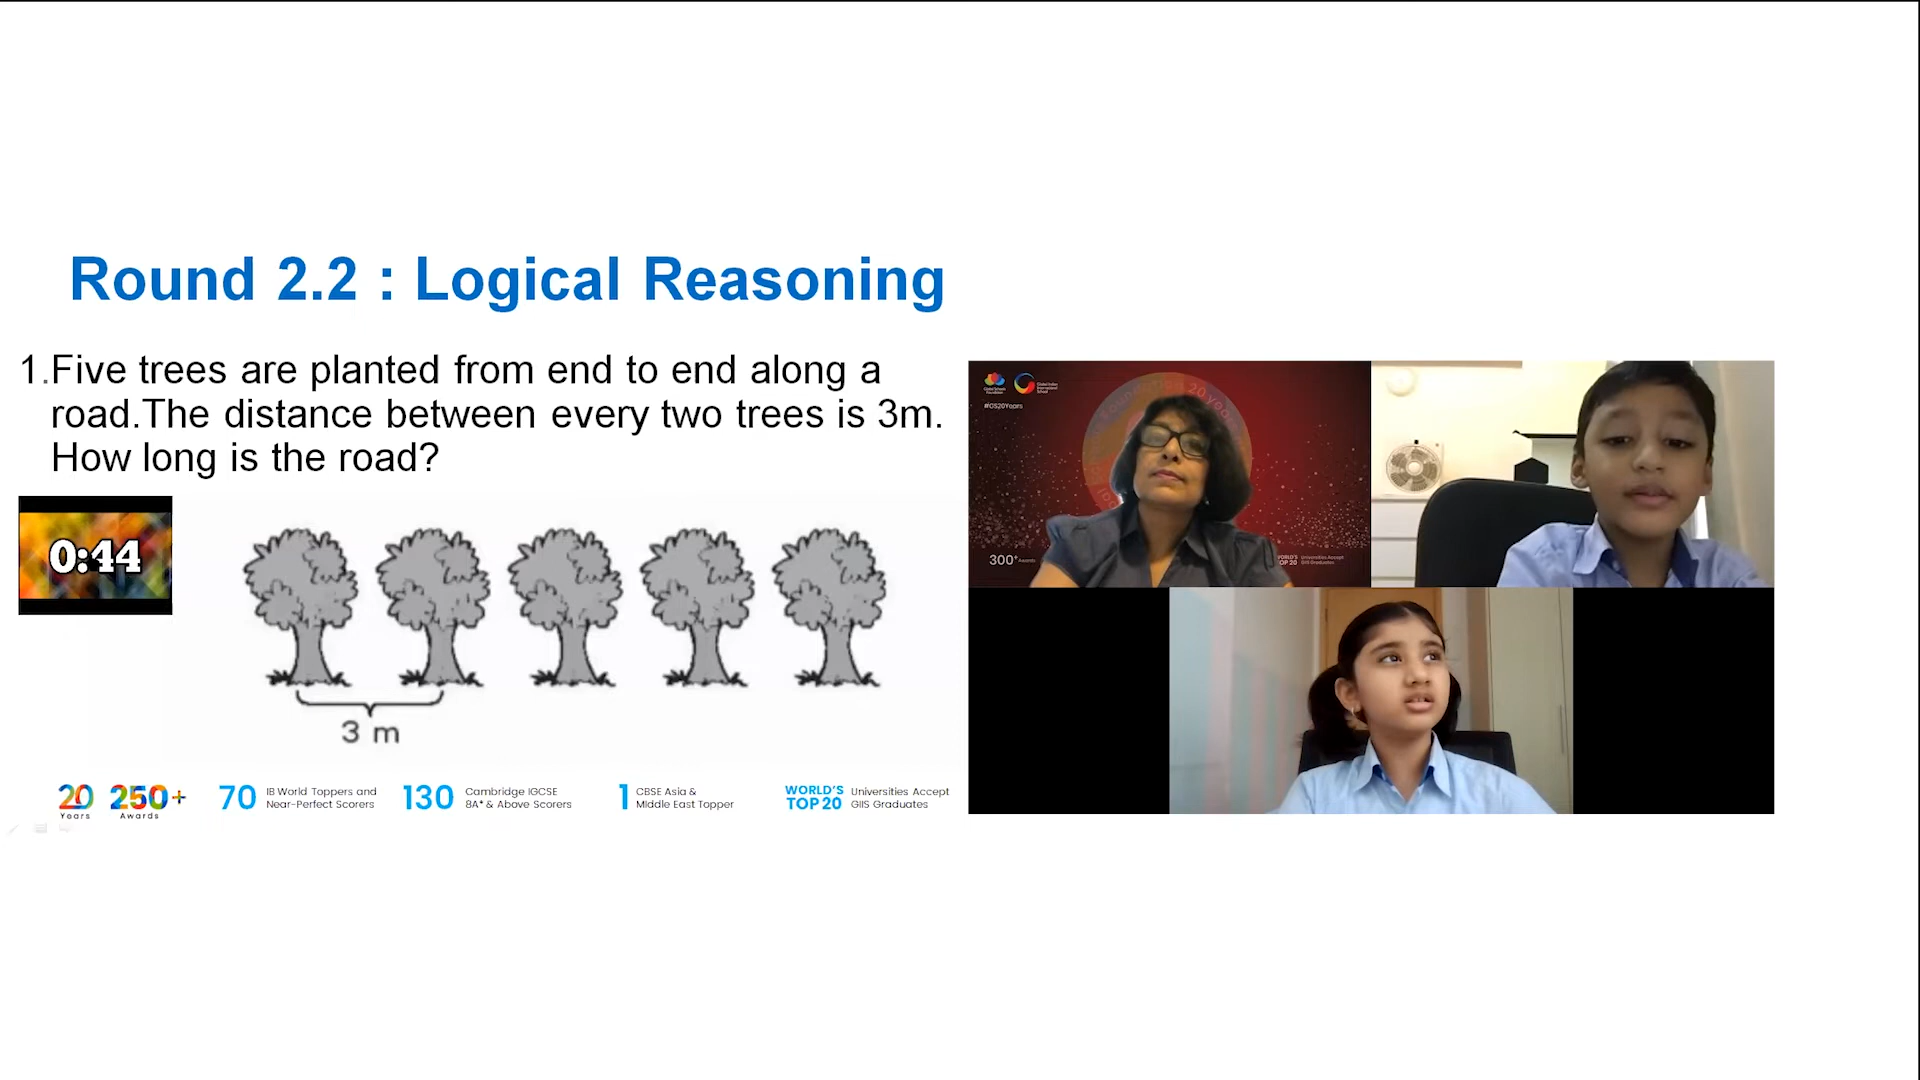 Round 2.2 : Logical Reasoning
1.Five trees are planted from end to end along a
road.The distance between every two trees is 3m.
How long is the road?
0:44
3 m
20 Years
250+ Awards
70 IB World Toppers and
Near-Perfect Scorers
130 Cambridge IGCSE
8A* & Above Scorers
1 CBSE Asia &
Middle East Topper
WORLD'S
TOP 20
Universities Accept
GIIS Graduates
Global Schools
Foundation
Global Indian
International
School
300+ Awards
WORLD'S
TOP 20
Universities Accept
GIIS Graduates